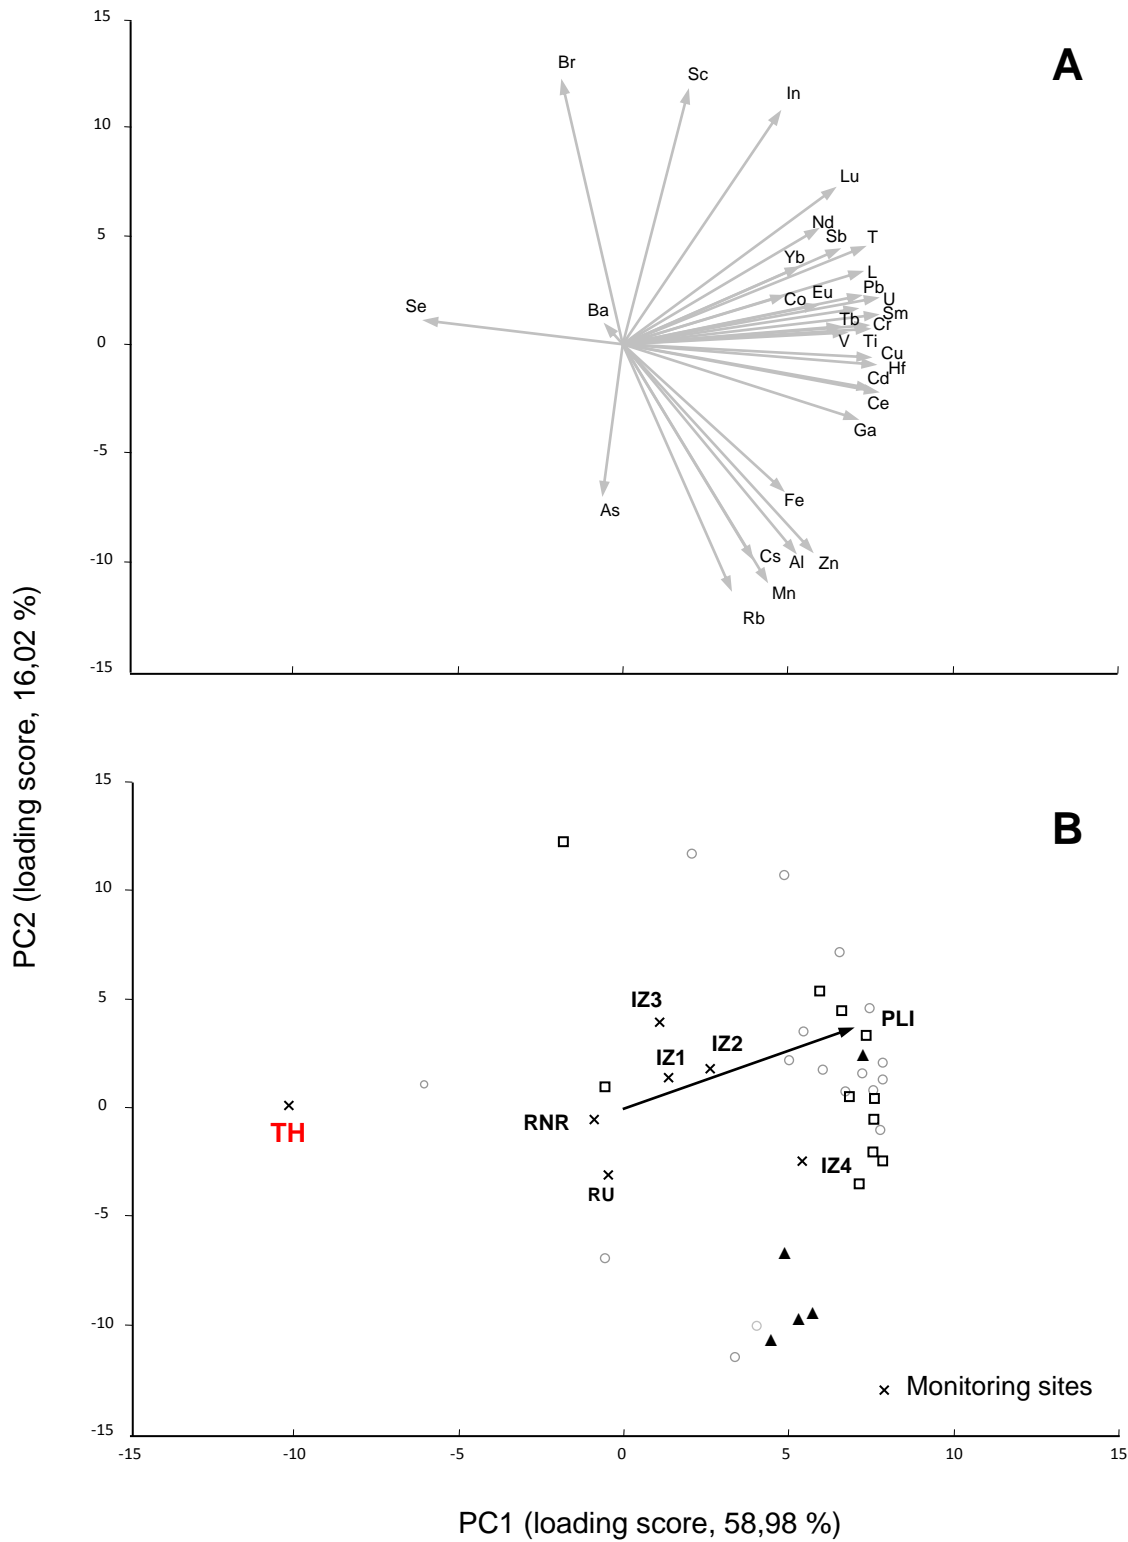 15
A
Br
Sc
In
10
Lu
Nd
5
Sb
T
Yb
L
Pb
Eu
U
Co
Se
Ba
Sm
Tb
Cr
0
V
Ti
Cu
Hf
Cd
Ce
Ga
-5
Fe
As
Cs
Al
Zn
-10
Mn
Rb
-15
PC2 (loading score, 16,02 %)
15
B
10
IZ3
5
PLI
IZ2
IZ1
0
RNR
TH
IZ4
RU
-5
-10
Monitoring sites
-15
-15
-10
-5
0
5
10
15
PC1 (loading score, 58,98 %)